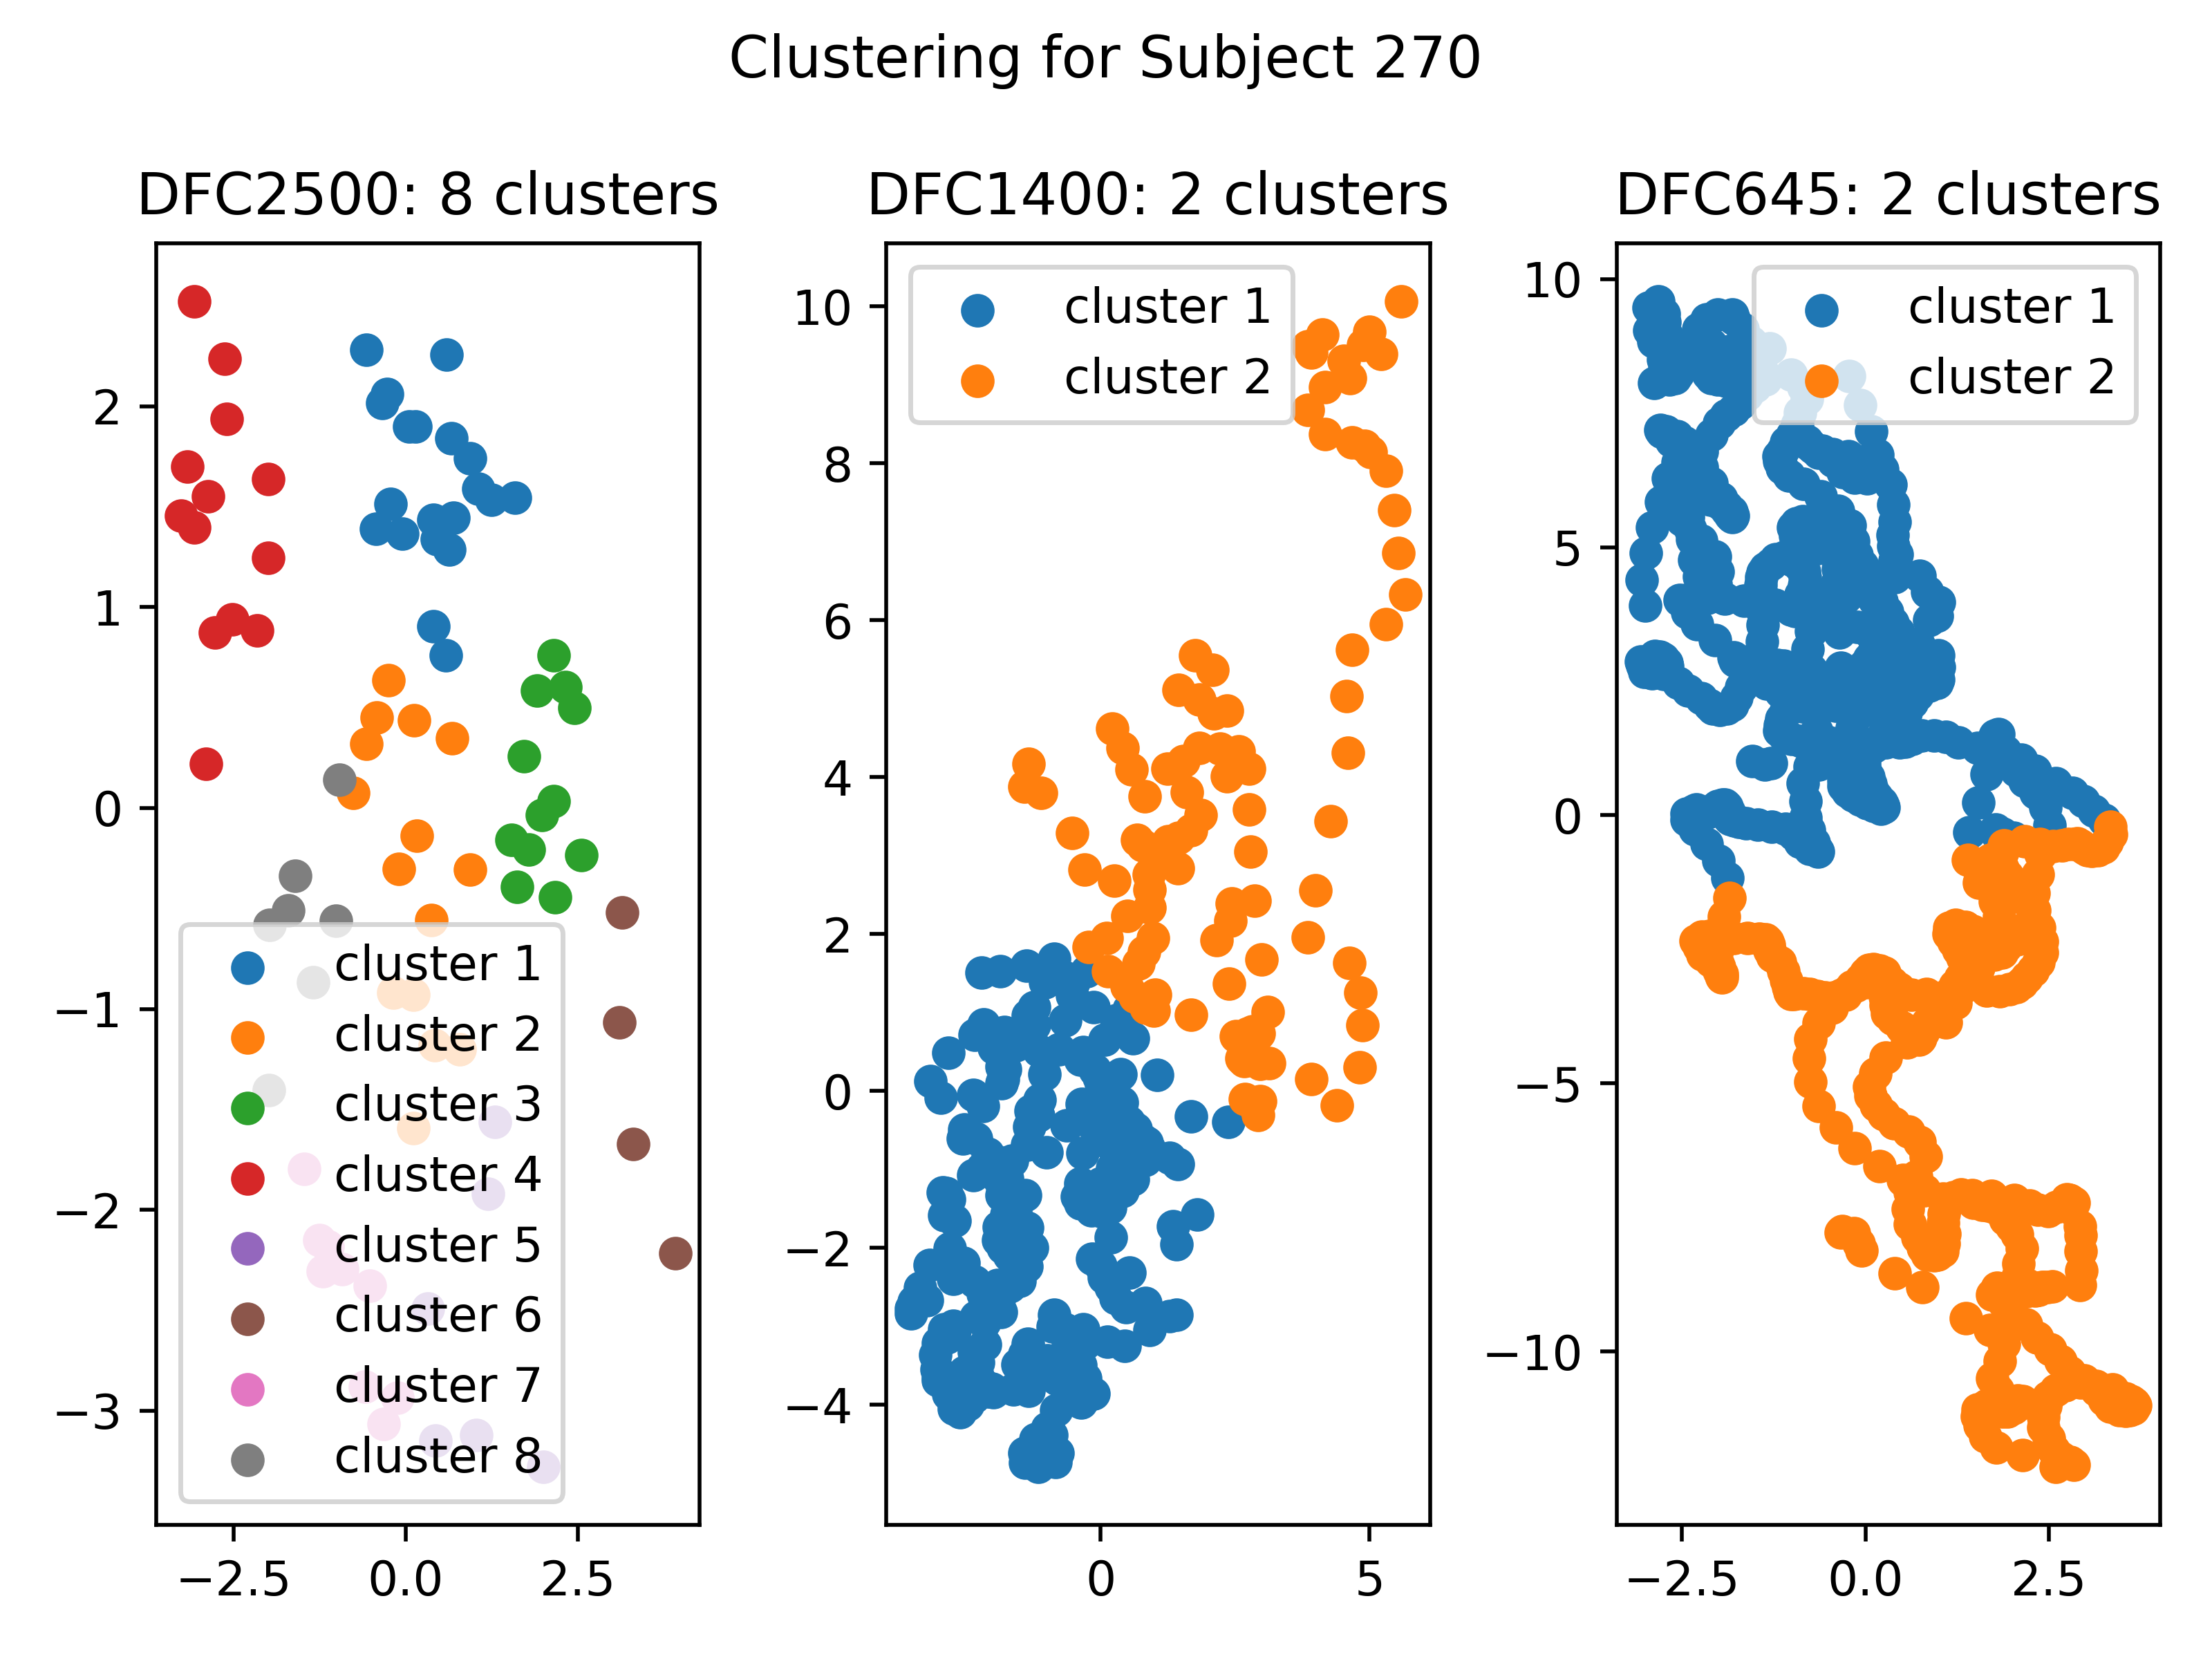 Clustering for Subject 270
DFC2500: 8 clusters
2
1
0
−1
−2
−3
−2.5
0.0
2.5
cluster 1
cluster 2
cluster 3
cluster 4
cluster 5
cluster 6
cluster 7
cluster 8
DFC1400: 2 clusters
10
8
6
4
2
0
−2
−4
0
5
cluster 1
cluster 2
DFC645: 2 clusters
10
5
0
−5
−10
−2.5
0.0
2.5
cluster 1
cluster 2